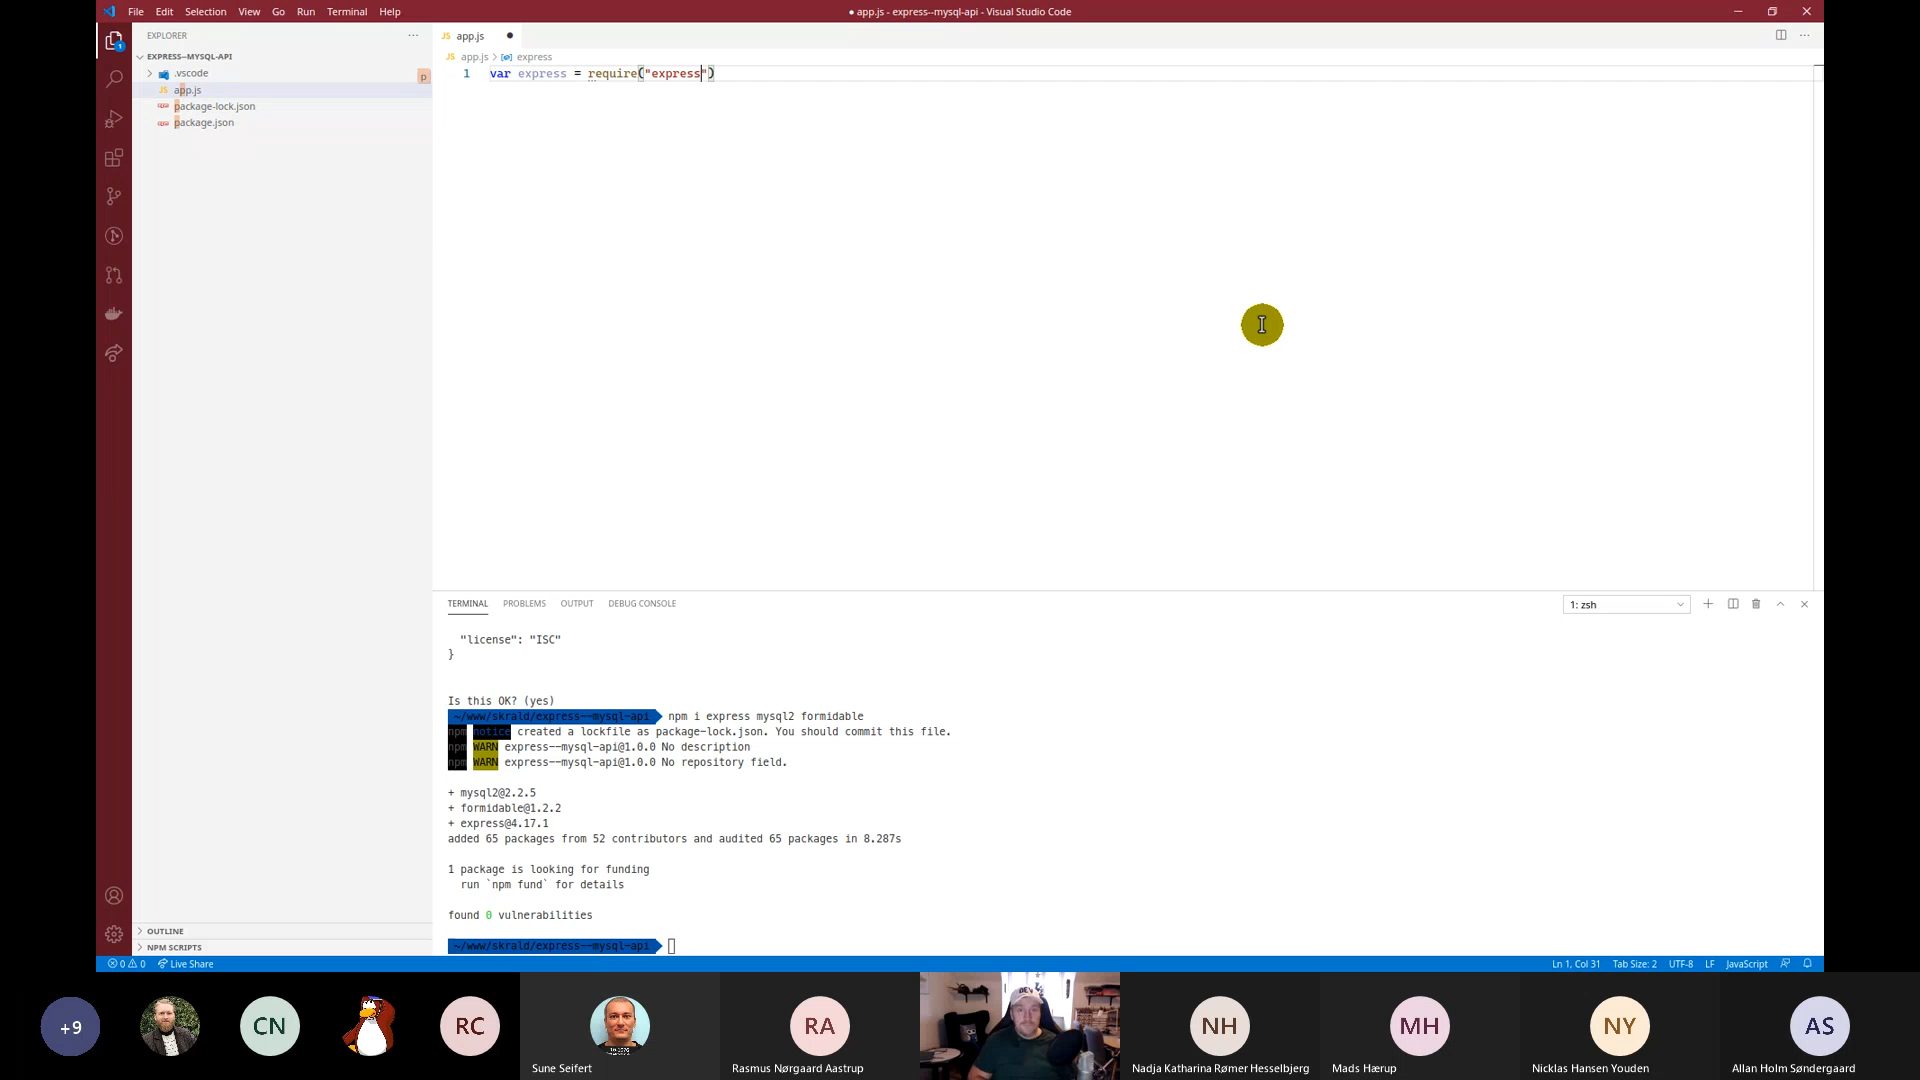 File Edit Selection View Go Run Terminal Help
● app.js - express--mysql-api - Visual Studio Code
EXPLORER
EXPRESS--MYSQL-API
.vscode
JS app.js
package-lock.json
package.json
p
1
JS app.js
JS app.js > express
1 var express = require("express")
TERMINAL PROBLEMS OUTPUT DEBUG CONSOLE
1: zsh
"license": "ISC"
}
Is this OK? (yes)
~/www/skrald/express--mysql-api npm i express mysql2 formidable
npm notice created a lockfile as package-lock.json. You should commit this file.
npm WARN express--mysql-api@1.0.0 No description
npm WARN express--mysql-api@1.0.0 No repository field.
+ mysql2@2.2.5
+ formidable@1.2.2
+ express@4.17.1
added 65 packages from 52 contributors and audited 65 packages in 8.287s
1 package is looking for funding
run `npm fund` for details
found 0 vulnerabilities
~/www/skrald/express--mysql-api
OUTLINE
NPM SCRIPTS
0 0 Live Share
Ln 1, Col 31 Tab Size: 2 UTF-8 LF JavaScript
+9 CN RC RA NH MH NY AS
Sune Seifert
Rasmus Nørgaard Aastrup
Nadja Katharina Rømer Hesselbjerg
Mads Hærup
Nicklas Hansen Youden
Allan Holm Søndergaard